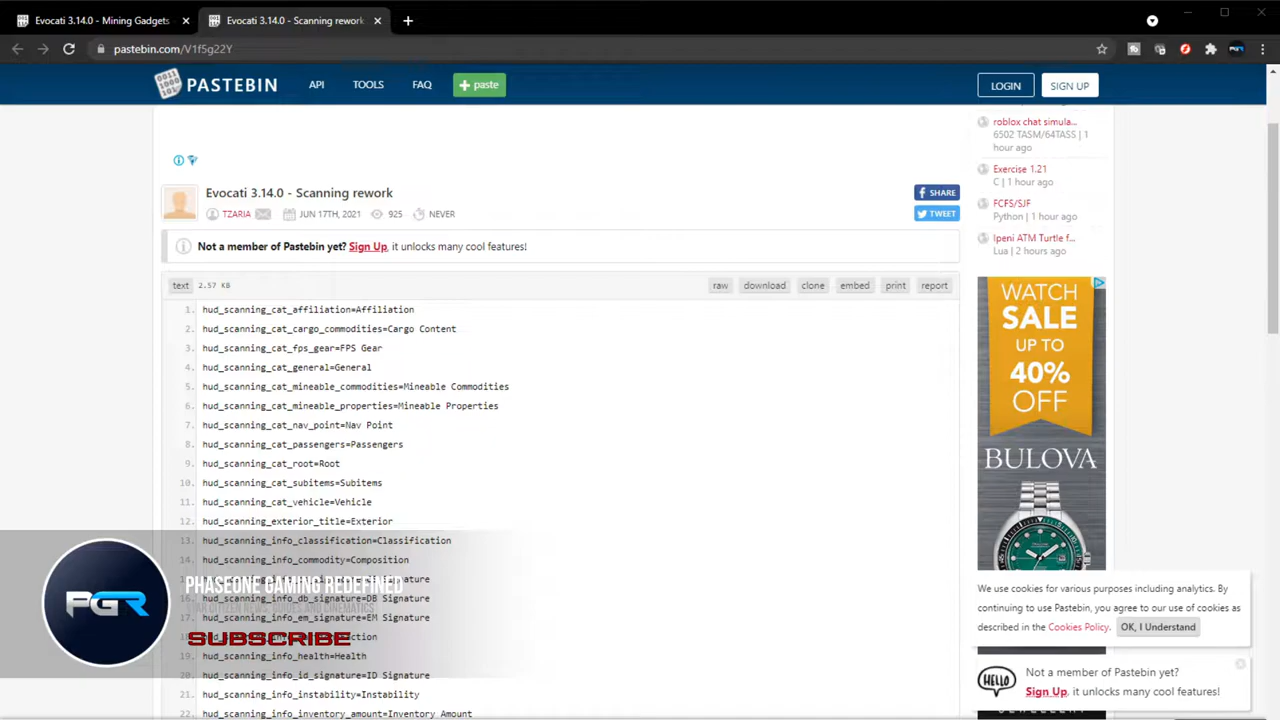 Evocati 3.14.0 - Mining Gadgets
Evocati 3.14.0 - Scanning rework
pastebin.com/V1f5g22Y
PASTEBIN
API
TOOLS
FAQ
+ paste
LOGIN
SIGN UP
Evocati 3.14.0 - Scanning rework
TZARIA
JUN 17TH, 2021
925
NEVER
SHARE
TWEET
Not a member of Pastebin yet? Sign Up, it unlocks many cool features!
text
2.57 KB
raw
download
clone
embed
print
report
1. hud_scanning_cat_affiliation=Affiliation
2. hud_scanning_cat_cargo_commodities=Cargo Content
3. hud_scanning_cat_fps_gear=FPS Gear
4. hud_scanning_cat_general=General
5. hud_scanning_cat_mineable_commodities=Mineable Commodities
6. hud_scanning_cat_mineable_properties=Mineable Properties
7. hud_scanning_cat_nav_point=Nav Point
8. hud_scanning_cat_passengers=Passengers
9. hud_scanning_cat_root=Root
10. hud_scanning_cat_subitems=Subitems
11. hud_scanning_cat_vehicle=Vehicle
12. hud_scanning_exterior_title=Exterior
13. hud_scanning_info_classification=Classification
14. hud_scanning_info_commodity=Composition
info_db_signature=DB Signature
info_em_signature=EM Signature
19. hud_scanning_info_health=Health
20. hud_scanning_info_id_signature=ID Signature
21. hud_scanning_info_instability=Instability
22. hud_scanning_info_inventory_amount=Inventory Amount
PGR
PHASEONE GAMING REDEFINED
SUBSCRIBE
roblox chat simula...
6502 TASM/64TASS | 1
hour ago
Exercise 1.21
C | 1 hour ago
FCFS/SJF
Python | 1 hour ago
Ipeni ATM Turtle f...
Lua | 2 hours ago
WATCH
SALE
UP TO
40%
OFF
BULOVA
We use cookies for various purposes including analytics. By
continuing to use Pastebin, you agree to our use of cookies as
described in the Cookies Policy. OK, I Understand
HELLO
Not a member of Pastebin yet?
Sign Up, it unlocks many cool features!